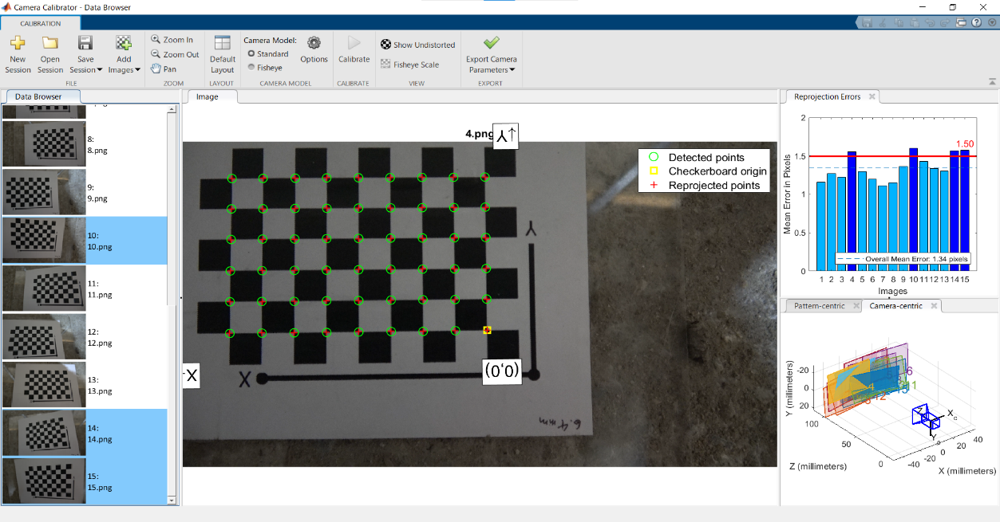 Camera Calibrator - Data Browser
CALIBRATION
New Session
Open Session
Save Session
Add Images
FILE
Zoom In
Zoom Out
Pan
ZOOM
Default Layout
LAYOUT
Camera Model:
Standard
Fisheye
Options
CAMERA MODEL
Calibrate
CALIBRATE
Show Undistorted
Fisheye Scale
VIEW
Export Camera Parameters
EXPORT
Data Browser
8:
8.png
9:
9.png
10:
10.png
11:
11.png
12:
12.png
13:
13.png
14:
14.png
15:
15.png
Image
4.png
Y↑
Detected points
Checkerboard origin
Reprojected points
Y
X
X
(0,0)
6.4 mm
Reprojection Errors
2
1.5
1
0.5
0
1.50
Mean Error in Pixels
Overall Mean Error: 1.34 pixels
1 2 3 4 5 6 7 8 9 10 11 12 13 14 15
Images
Pattern-centric
Camera-centric
-20
0
20
Y (millimeters)
100
50
0
Z (millimeters)
-40 -20 0 20 40
X (millimeters)
Xc
Yc